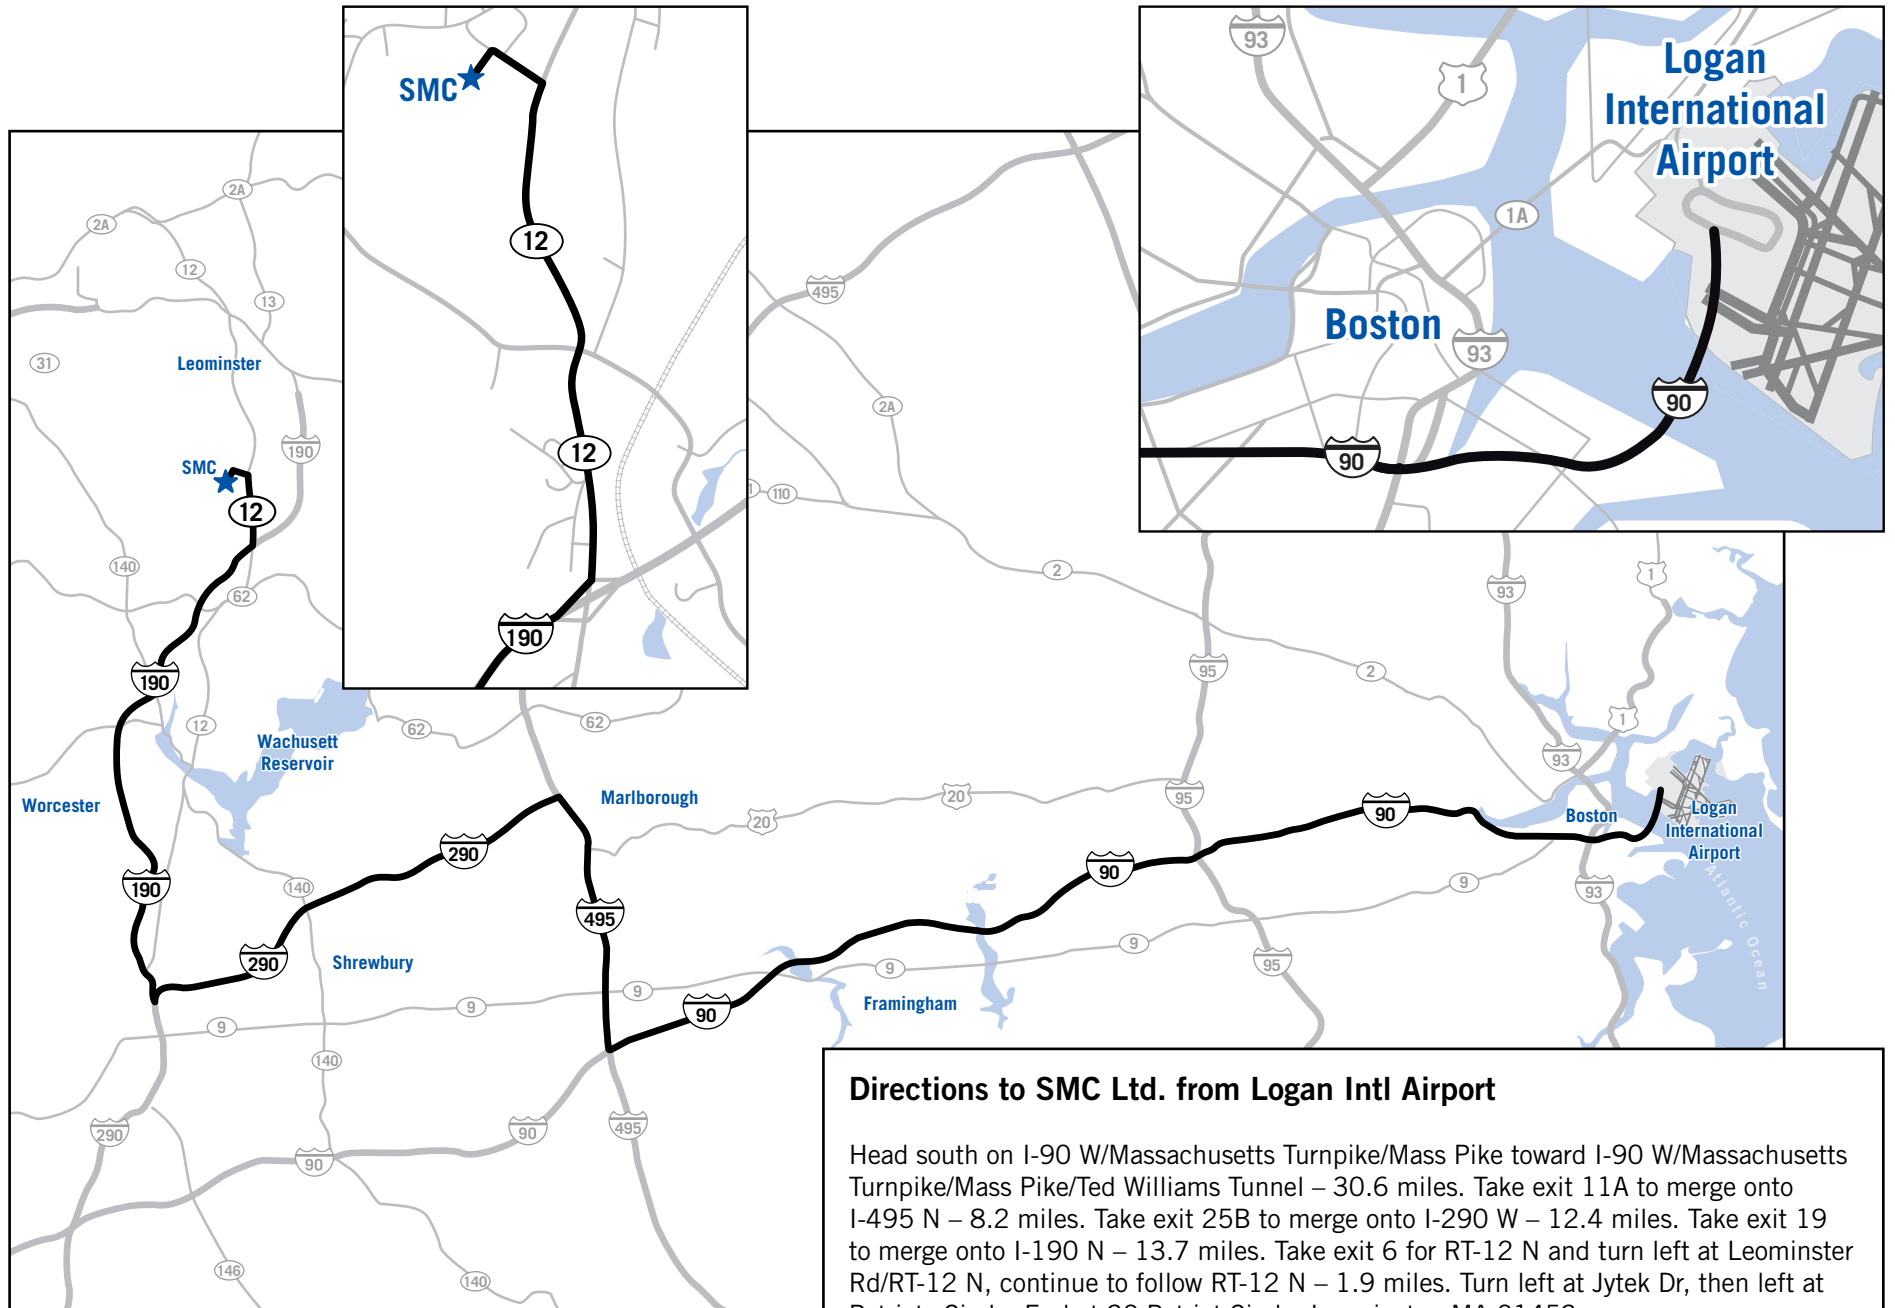 SMC
12
12
190
93
1
Logan
International
Airport
1A
Boston
93
90
90
2A
2A
12
13
31
Leominster
190
SMC
12
140
62
190
12
Wachusett
Reservoir
Worcester
190
290
140
Shrewbury
290
495
2A
1
110
2
62
62
Marlborough
20
20
495
9
9
9
90
Framingham
9
9
9
90
90
95
95
95
2
93
1
1
93
Boston
Logan
International
Airport
Atlantic Ocean
93
140
290
90
90
495
146
140
Directions to SMC Ltd. from Logan Intl Airport
Head south on I-90 W/Massachusetts Turnpike/Mass Pike toward I-90 W/Massachusetts
Turnpike/Mass Pike/Ted Williams Tunnel – 30.6 miles. Take exit 11A to merge onto
I-495 N – 8.2 miles. Take exit 25B to merge onto I-290 W – 12.4 miles. Take exit 19
to merge onto I-190 N – 13.7 miles. Take exit 6 for RT-12 N and turn left at Leominster
Rd/RT-12 N, continue to follow RT-12 N – 1.9 miles. Turn left at Jytek Dr, then left at